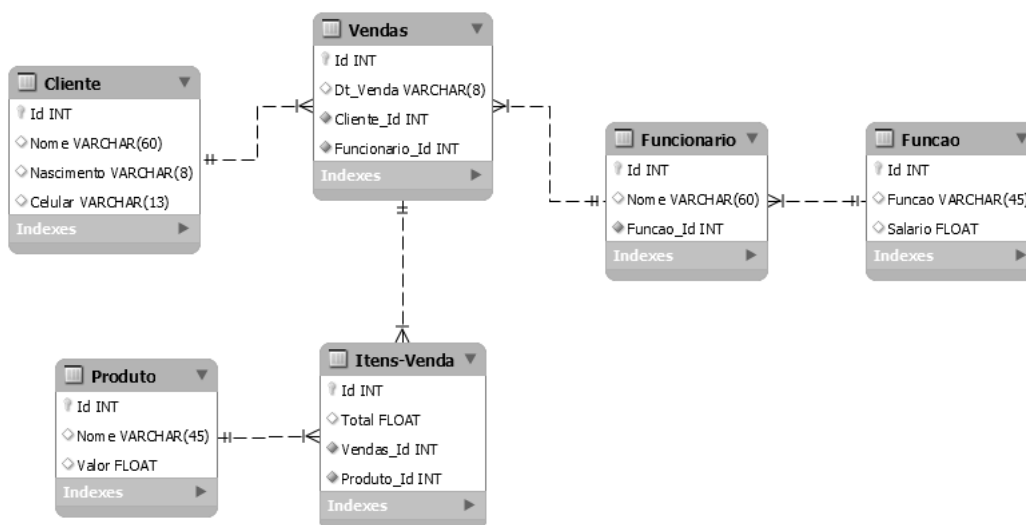 Vendas
Id INT
Dt_Venda VARCHAR(8)
Cliente_Id INT
Funcionario_Id INT
Indexes
Cliente
Id INT
Nome VARCHAR(60)
Nascimento VARCHAR(8)
Celular VARCHAR(13)
Indexes
Funcionario
Id INT
Nome VARCHAR(60)
Funcao_Id INT
Indexes
Funcao
Id INT
Funcao VARCHAR(45)
Salario FLOAT
Indexes
Produto
Id INT
Nome VARCHAR(45)
Valor FLOAT
Indexes
Itens-Venda
Id INT
Total FLOAT
Vendas_Id INT
Produto_Id INT
Indexes